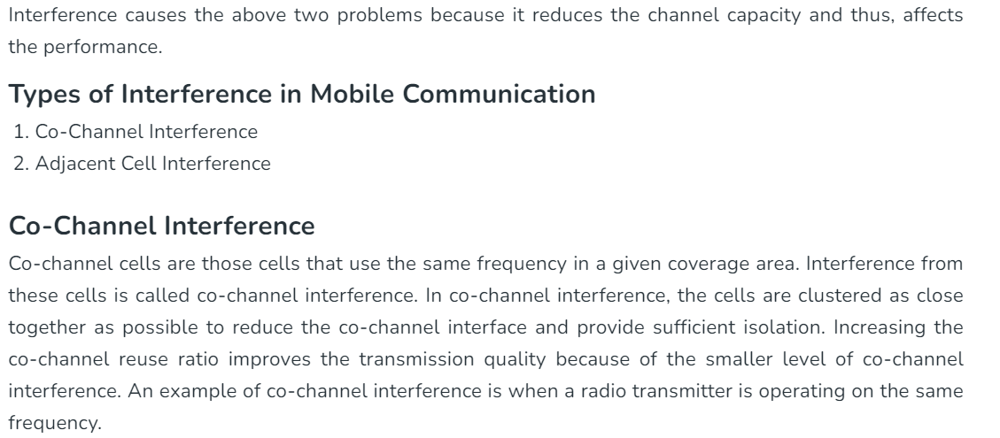 Interference causes the above two problems because it reduces the channel capacity and thus, affects
the performance.
Types of Interference in Mobile Communication
1. Co-Channel Interference
2. Adjacent Cell Interference
Co-Channel Interference
Co-channel cells are those cells that use the same frequency in a given coverage area. Interference from
these cells is called co-channel interference. In co-channel interference, the cells are clustered as close
together as possible to reduce the co-channel interface and provide sufficient isolation. Increasing the
co-channel reuse ratio improves the transmission quality because of the smaller level of co-channel
interference. An example of co-channel interference is when a radio transmitter is operating on the same
frequency.